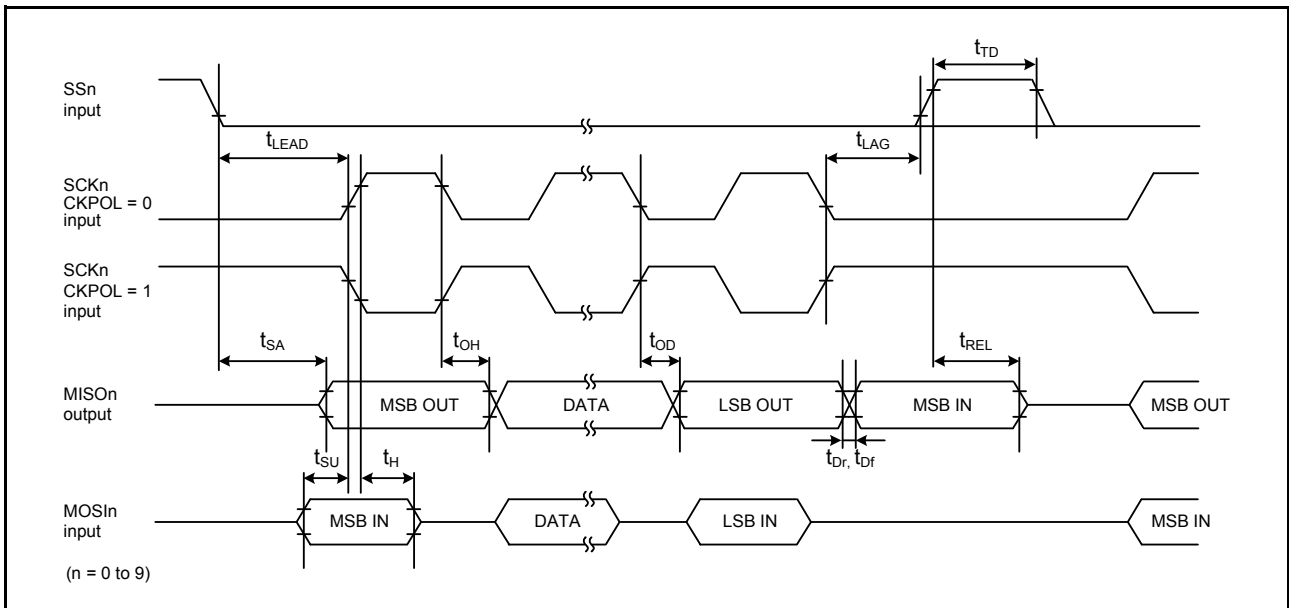 tTD
SSn
input
tLEAD
tLAG
SCKn
CKPOL = 0
input
SCKn
CKPOL = 1
input
tSA
tOH
tOD
tREL
MISOn
output
MSB OUT
DATA
LSB OUT
MSB IN
MSB OUT
tSU
tH
tDr, tDf
MOSIn
input
MSB IN
DATA
LSB IN
MSB IN
(n = 0 to 9)